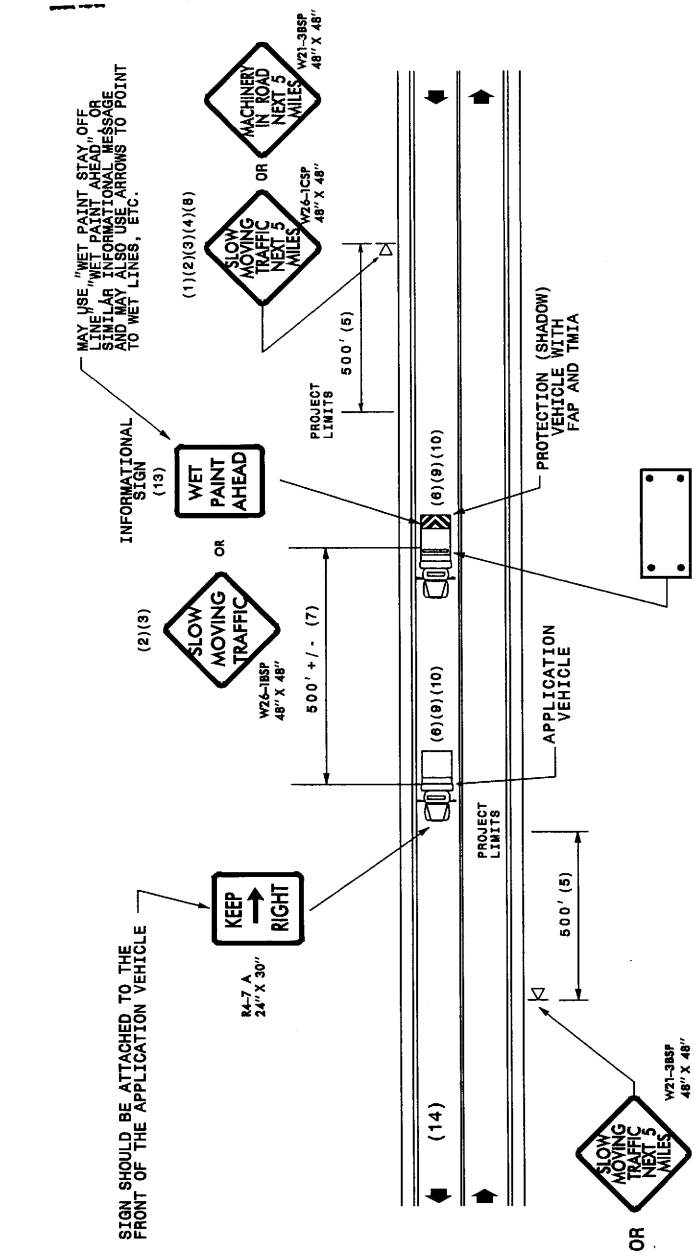 SIGN SHOULD BE ATTACHED TO THE
FRONT OF THE APPLICATION VEHICLE
MAY USE "WET PAINT STAY OFF
LINE" "WET PAINT AHEAD", OR
SIMILAR INFORMATIONAL MESSAGE
AND MAY ALSO USE ARROWS TO POINT
TO WET LINES, ETC.
KEEP
RIGHT
R4-7 A
24" X 30"
(2)(3)
SLOW
MOVING
TRAFFIC
W26-1BSP
48" X 48"
OR
INFORMATIONAL
SIGN
(13)
WET
PAINT
AHEAD
(1)(2)(3)(4)(8)
SLOW
MOVING
TRAFFIC
NEXT 5
MILES
W26-1CSP
48" X 48"
OR
MACHINERY
IN ROAD
NEXT 5
MILES
W21-3BSP
48" X 48"
500' +/- (7)
PROJECT
LIMITS
500' (5)
(14)
(6)(9)(10)
(6)(9)(10)
PROJECT
LIMITS
500' (5)
APPLICATION
VEHICLE
PROTECTION (SHADOW)
VEHICLE WITH
FAP AND TMIA
OR
SLOW
MOVING
TRAFFIC
NEXT 5
MILES
W21-3BSP
48" X 48"